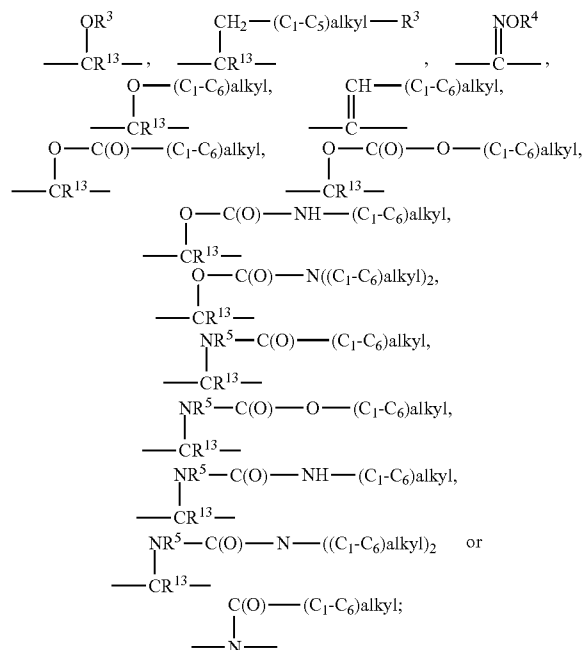 OR³ CH₂—(C₁-C₅)alkyl—R³ NOR⁴
—CR¹³—, —CR¹³— , —C—,
O—(C₁-C₆)alkyl, CH—(C₁-C₆)alkyl,
—CR¹³— —C—
O—C(O)—(C₁-C₆)alkyl, O—C(O)—O—(C₁-C₆)alkyl,
—CR¹³— —CR¹³—
O—C(O)—NH—(C₁-C₆)alkyl,
—CR¹³—
O—C(O)—N((C₁-C₆)alkyl)₂,
—CR¹³—
NR⁵—C(O)—(C₁-C₆)alkyl,
—CR¹³—
NR⁵—C(O)—O—(C₁-C₆)alkyl,
—CR¹³—
NR⁵—C(O)—NH—(C₁-C₆)alkyl,
—CR¹³—
NR⁵—C(O)—N—((C₁-C₆)alkyl)₂ or
—CR¹³—
C(O)—(C₁-C₆)alkyl;
—N—